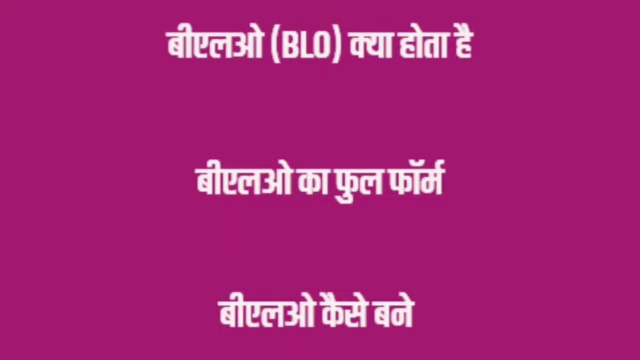 बीएलओ (BLO) क्या होता है
बीएलओ का फुल फॉर्म
बीएलओ कैसे बने